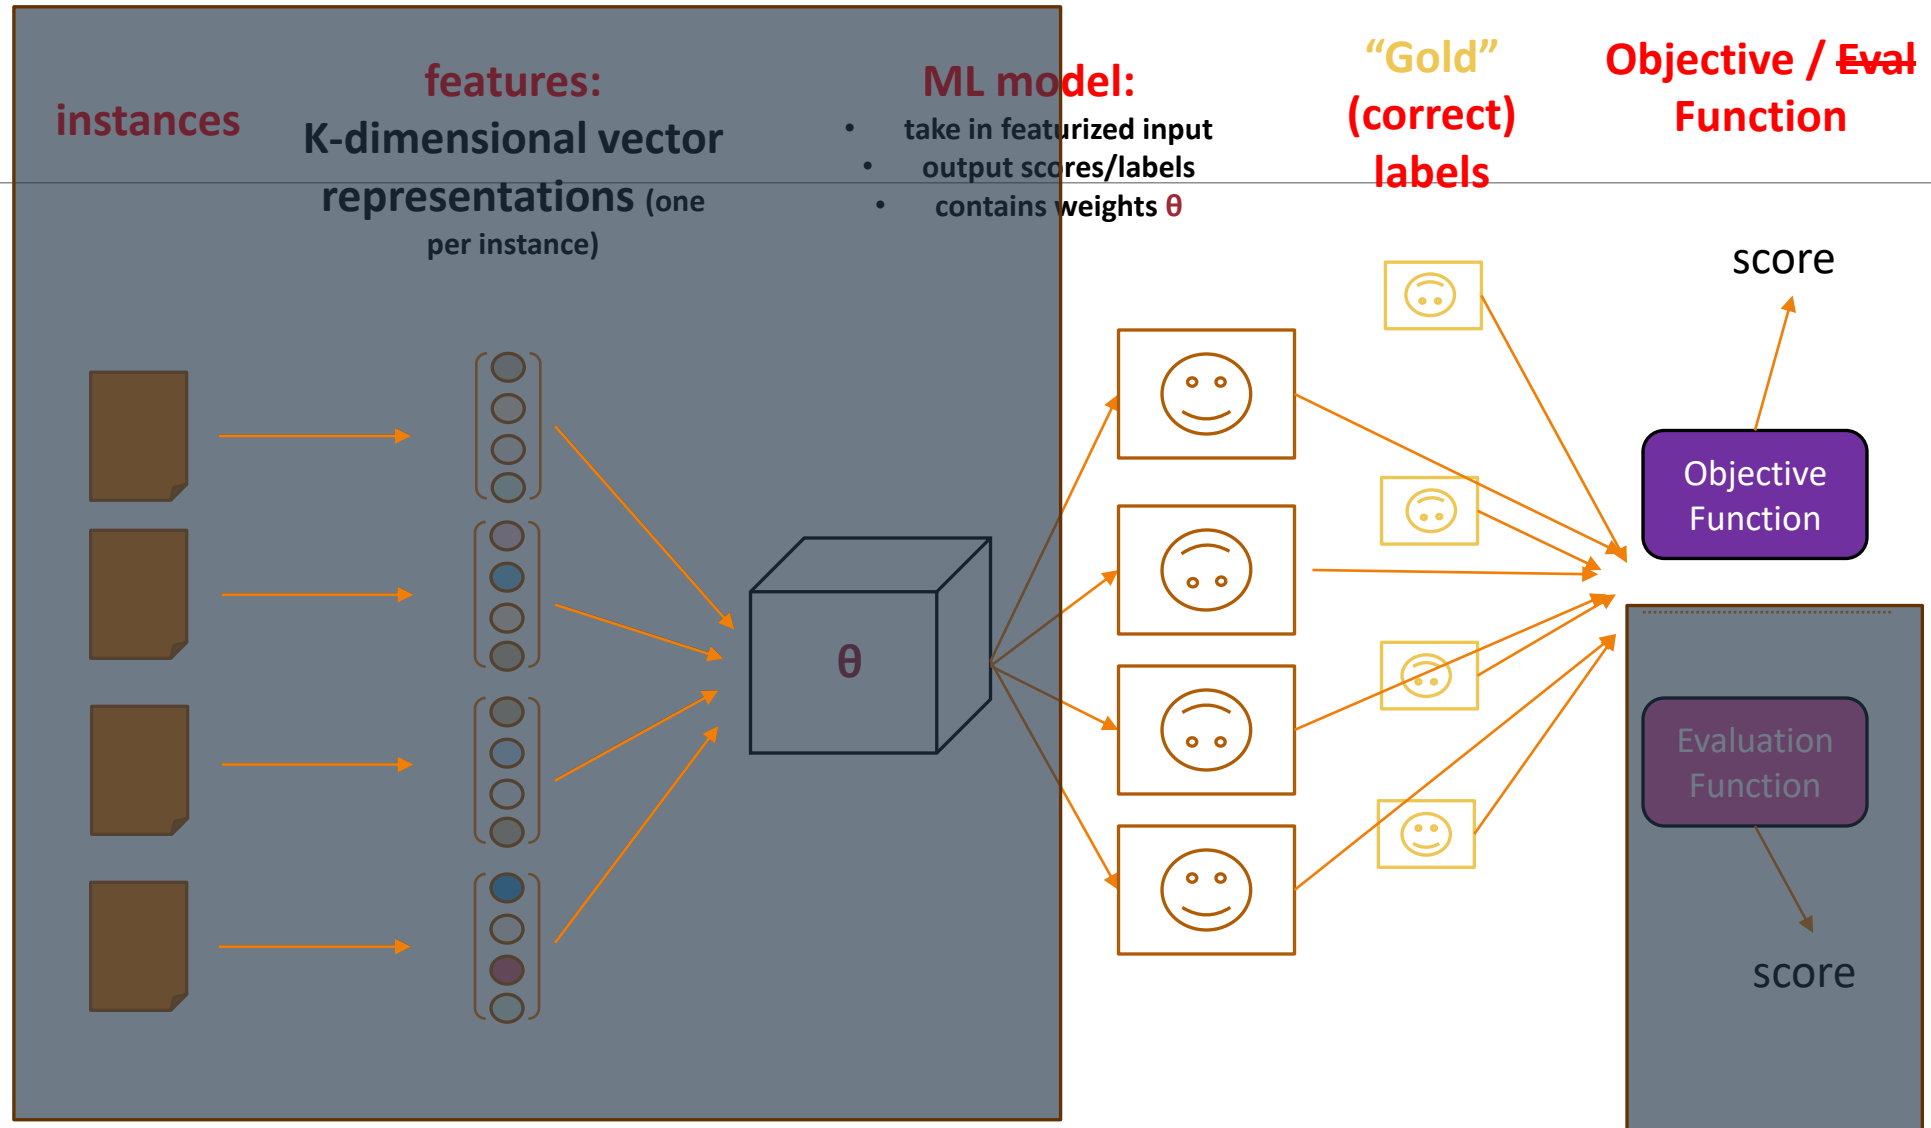 instances
features:
K-dimensional vector
representations (one
per instance)
ML model:
• take in featurized input
• output scores/labels
• contains weights θ
“Gold”
(correct)
labels
Objective / Eval
Function
score
θ
Objective
Function
Evaluation
Function
score